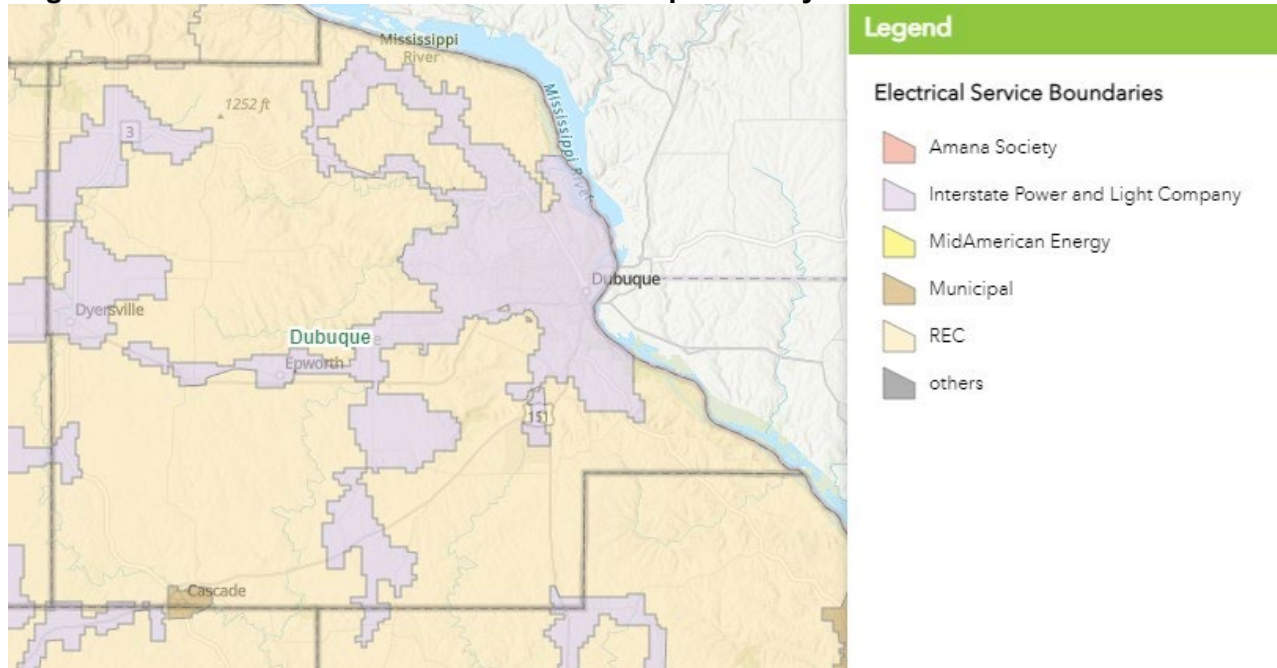 Mississippi
River
1252 ft
3
Mississippi River
Dubuque
Dyersville
Dubuque
Epworth
151
Cascade
Legend
Electrical Service Boundaries
Amana Society
Interstate Power and Light Company
MidAmerican Energy
Municipal
REC
others